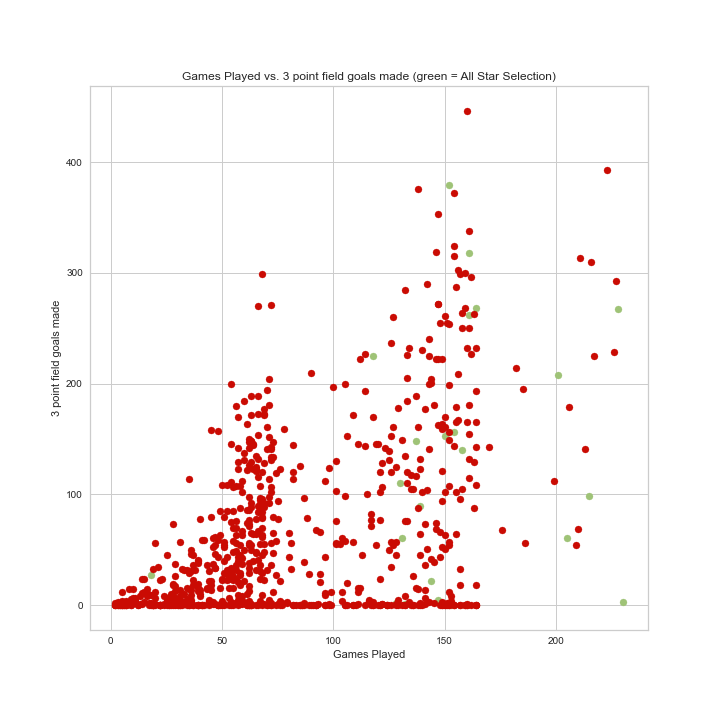 Games Played vs. 3 point field goals made (green = All Star Selection)
400
300
200
100
0
3 point field goals made
0 50 100 150 200
Games Played